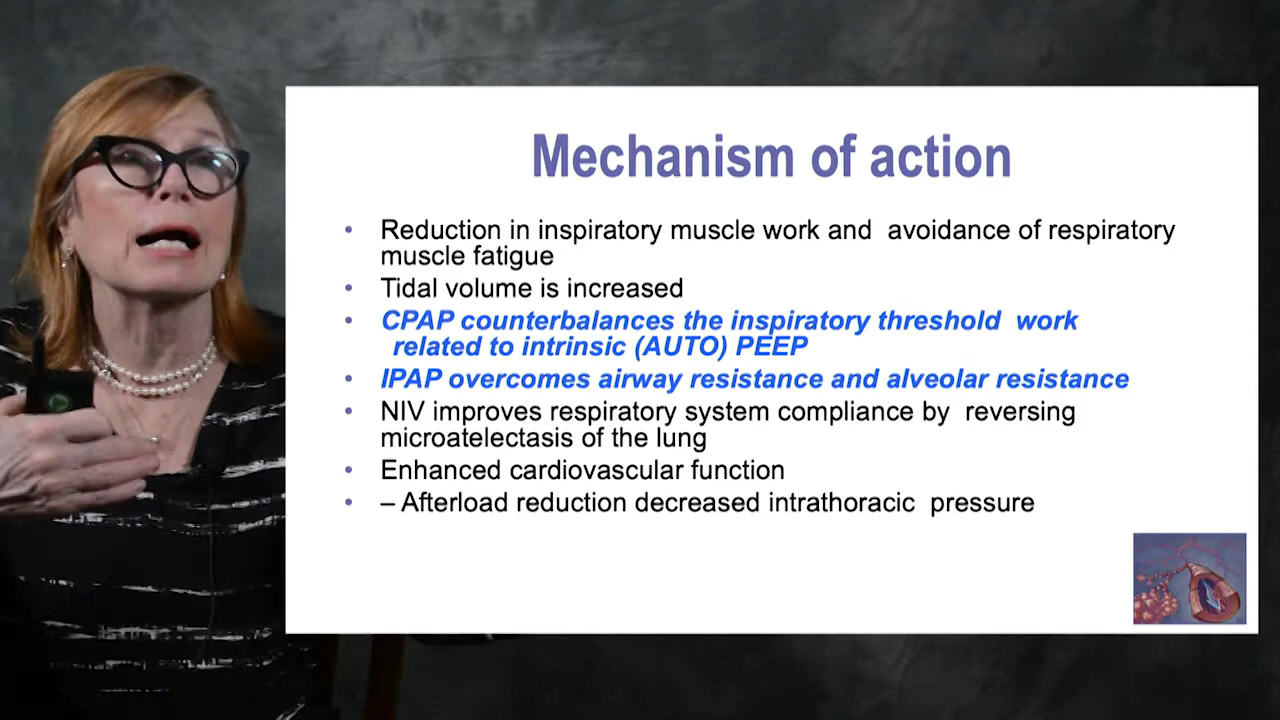 Mechanism of action
• Reduction in inspiratory muscle work and avoidance of respiratory
muscle fatigue
• Tidal volume is increased
• CPAP counterbalances the inspiratory threshold work
related to intrinsic (AUTO) PEEP
• IPAP overcomes airway resistance and alveolar resistance
• NIV improves respiratory system compliance by reversing
microatelectasis of the lung
• Enhanced cardiovascular function
• – Afterload reduction decreased intrathoracic pressure